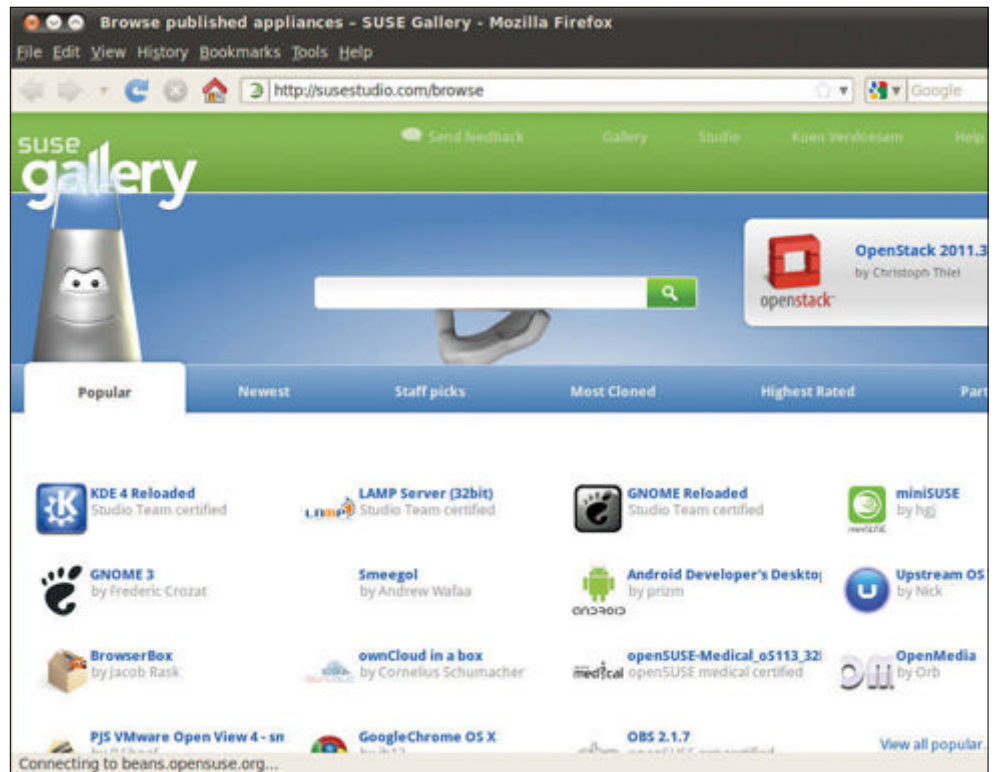 Browse published appliances - SUSE Gallery - Mozilla Firefox
File Edit View History Bookmarks Tools Help
http://susestudio.com/browse
Google
suse
gallery
Send feedback Gallery Studio Koen Vervloesem Help
OpenStack 2011.3
by Christoph Thiel
openstack
Popular Newest Staff picks Most Cloned Highest Rated Part
KDE 4 Reloaded
Studio Team certified
LAMP
LAMP Server (32bit)
Studio Team certified
GNOME Reloaded
Studio Team certified
miniSUSE
miniSUSE
by hgj
GNOME 3
by Frederic Crozat
Smeegol
by Andrew Wafaa
android
Android Developer's Desktop
by prizm
U
Upstream OS
by Nick
BrowserBox
by Jacob Rask
ownCloud in a box
by Cornelius Schumacher
medical
openSUSE-Medical_oS113_32
openSUSE medical certified
OpenMedia
by Orb
PJS VMware Open View 4 - sn
GoogleChrome OS X
OBS 2.1.7
View all popular.
Connecting to beans.opensuse.org...